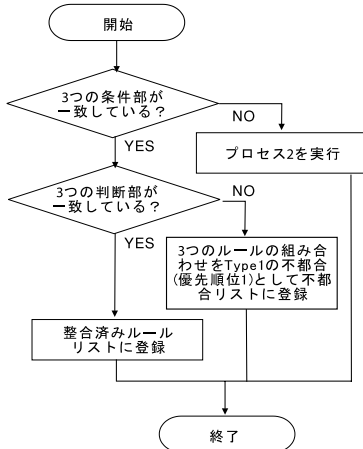 開始
3つの条件部が
一致している？
NO
YES
プロセス2を実行
3つの判断部が
一致している？
NO
YES
3つのルールの組み合
わせをType1の不都合
(優先順位1)として不都
合リストに登録
整合済みルール
リストに登録
終了